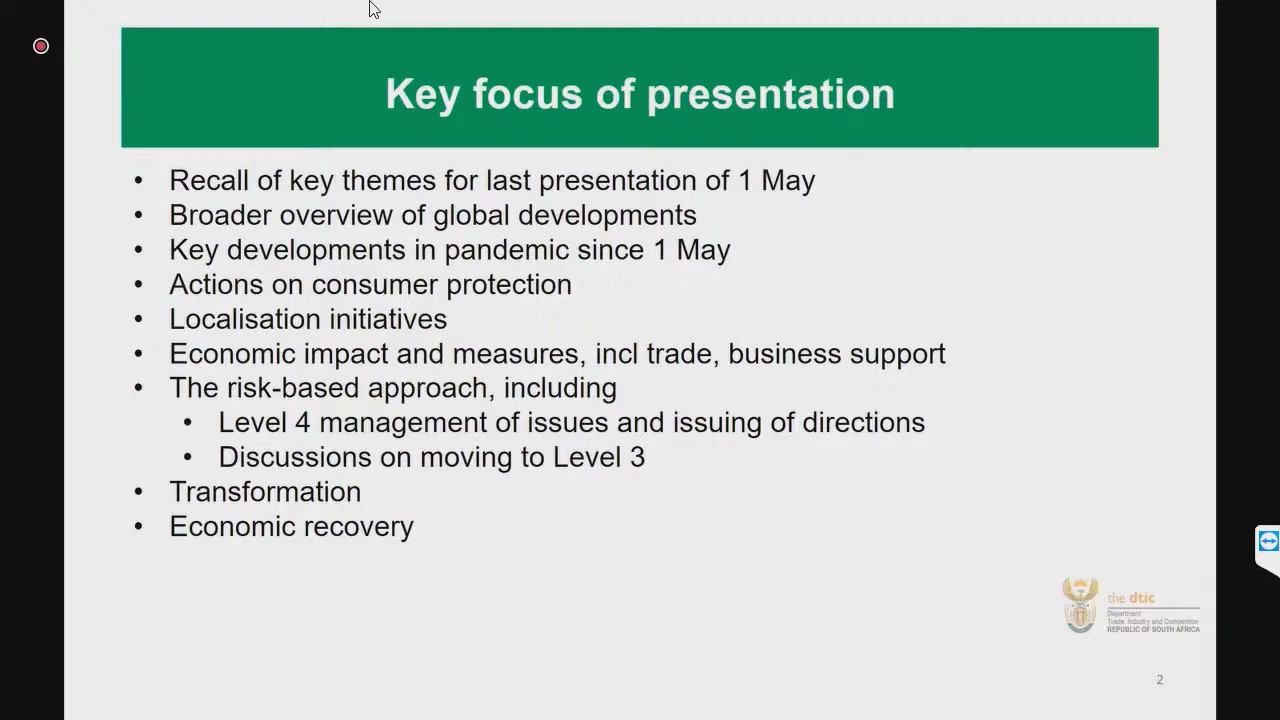 Key focus of presentation
• Recall of key themes for last presentation of 1 May
• Broader overview of global developments
• Key developments in pandemic since 1 May
• Actions on consumer protection
• Localisation initiatives
• Economic impact and measures, incl trade, business support
• The risk-based approach, including
• Level 4 management of issues and issuing of directions
• Discussions on moving to Level 3
• Transformation
• Economic recovery
the dtic
Department:
Trade, Industry and Competition
REPUBLIC OF SOUTH AFRICA
2